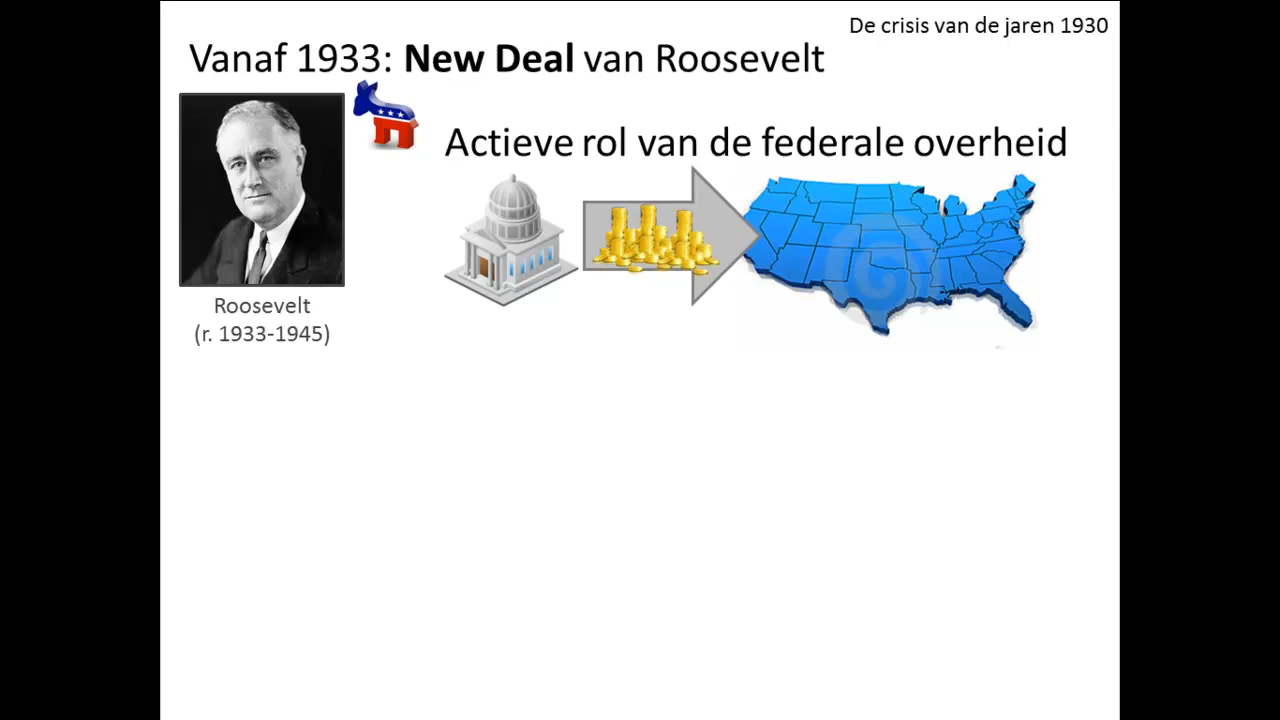 De crisis van de jaren 1930
Vanaf 1933: New Deal van Roosevelt
Actieve rol van de federale overheid
Roosevelt
(r. 1933-1945)